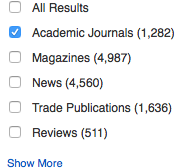 All Results
Academic Journals (1,282)
Magazines (4,987)
News (4,560)
Trade Publications (1,636)
Reviews (511)
Show More